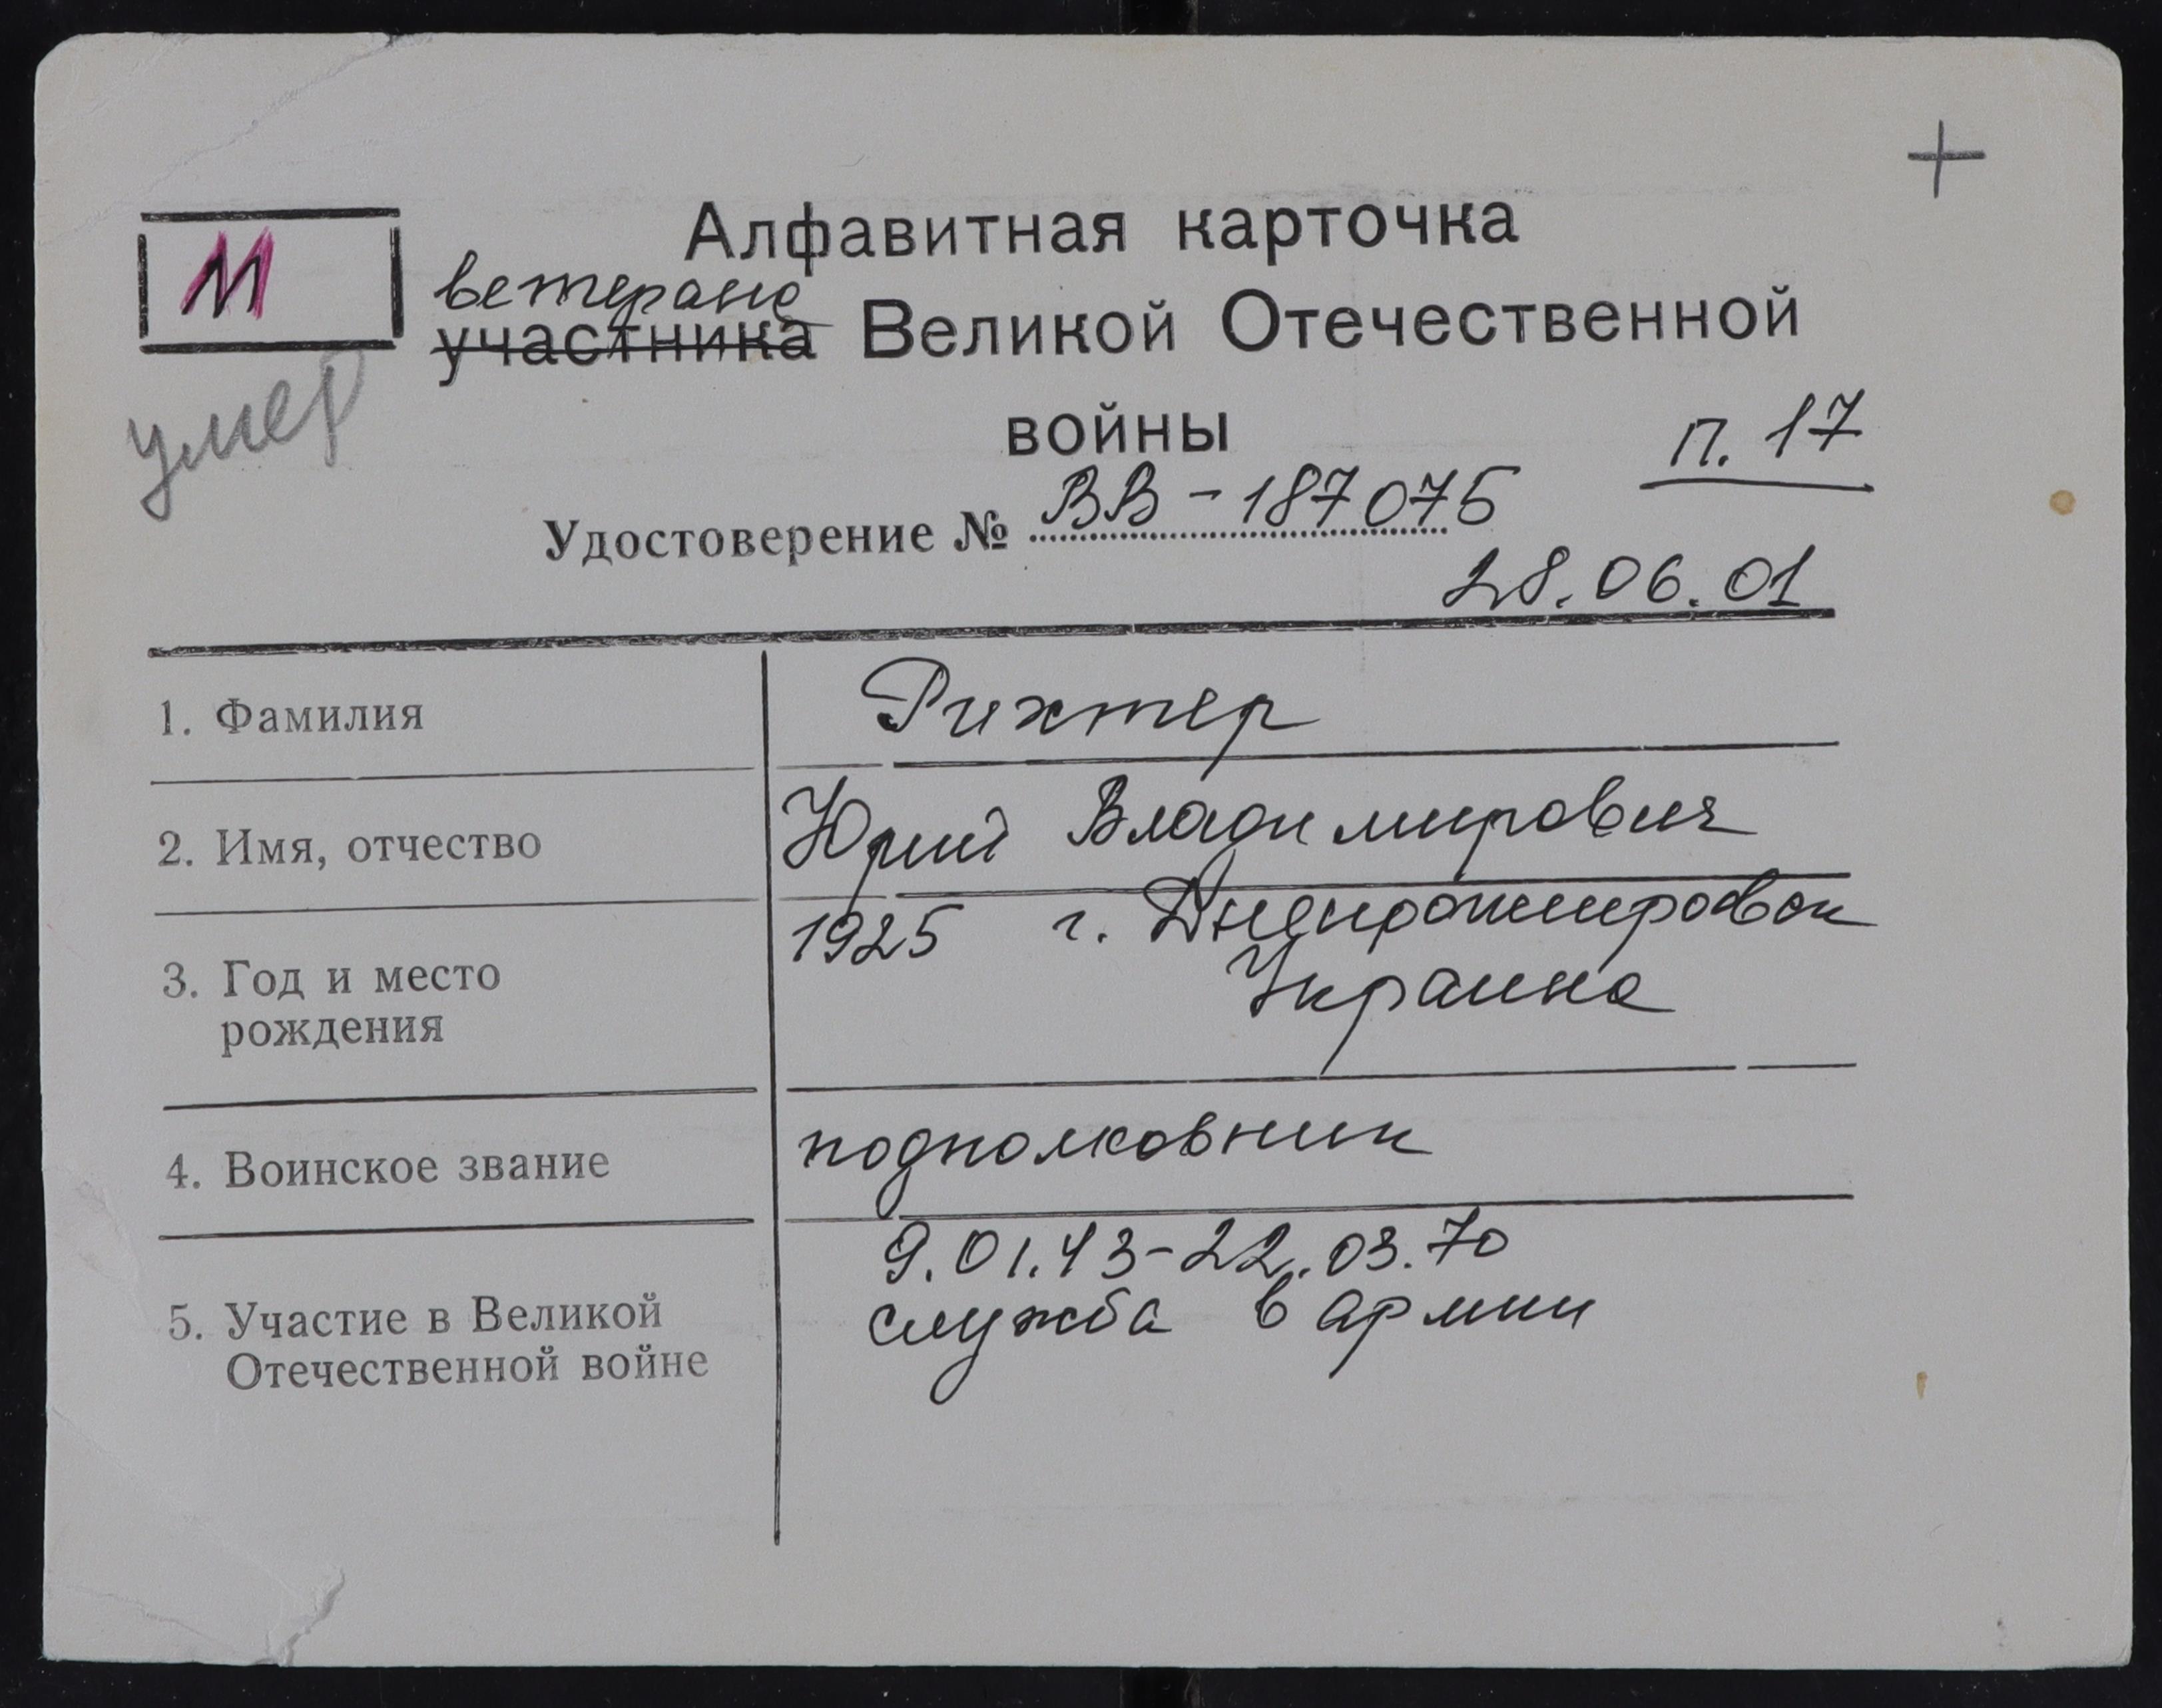 +
М
Алфавитная карточка
ветерана
участника Великой Отечественной
войны
умер
п. 17
Удостоверение № ВВ - 187075
28.06.01
1. Фамилия
Рихтер
2. Имя, отчество
Юрий Владимирович
3. Год и место
рождения
1925 г. Днепропетровск
Украина
4. Воинское звание
подполковник
5. Участие в Великой
Отечественной войне
9.01.43-22.03.70
служба в армии